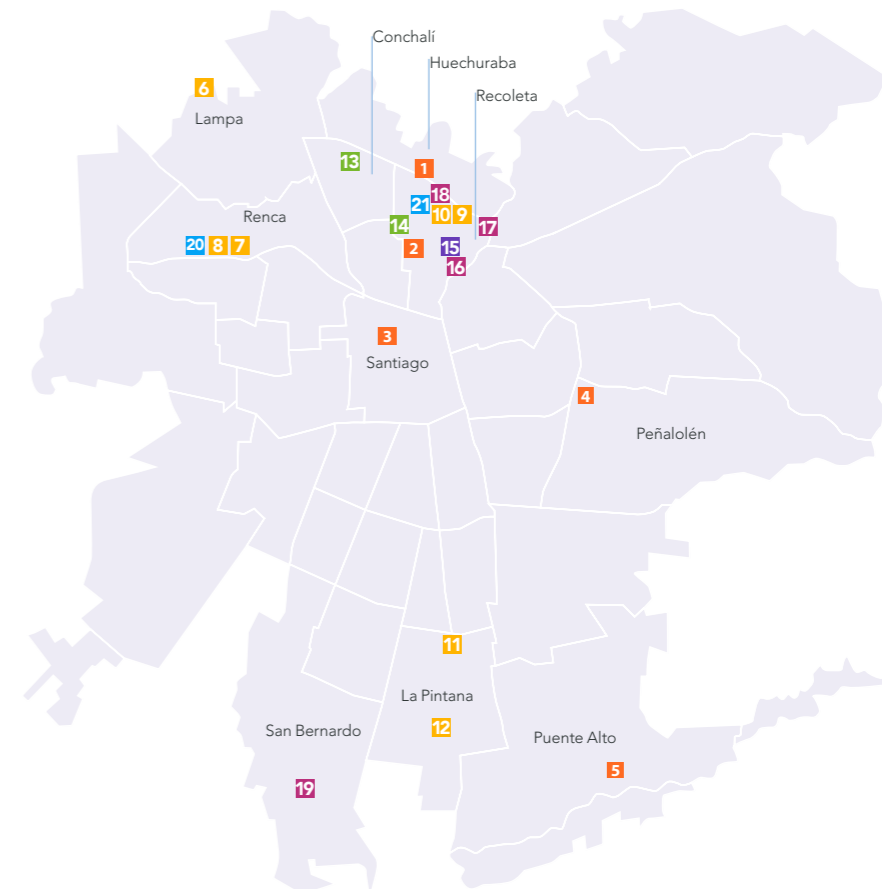 Conchalí
Huechuraba
6
Recoleta
Lampa
13
1
18
21
10 9
Renca
14
17
20 8 7
2
15
16
3
Santiago
4
Peñalolén
11
La Pintana
12
San Bernardo
Puente Alto
5
19